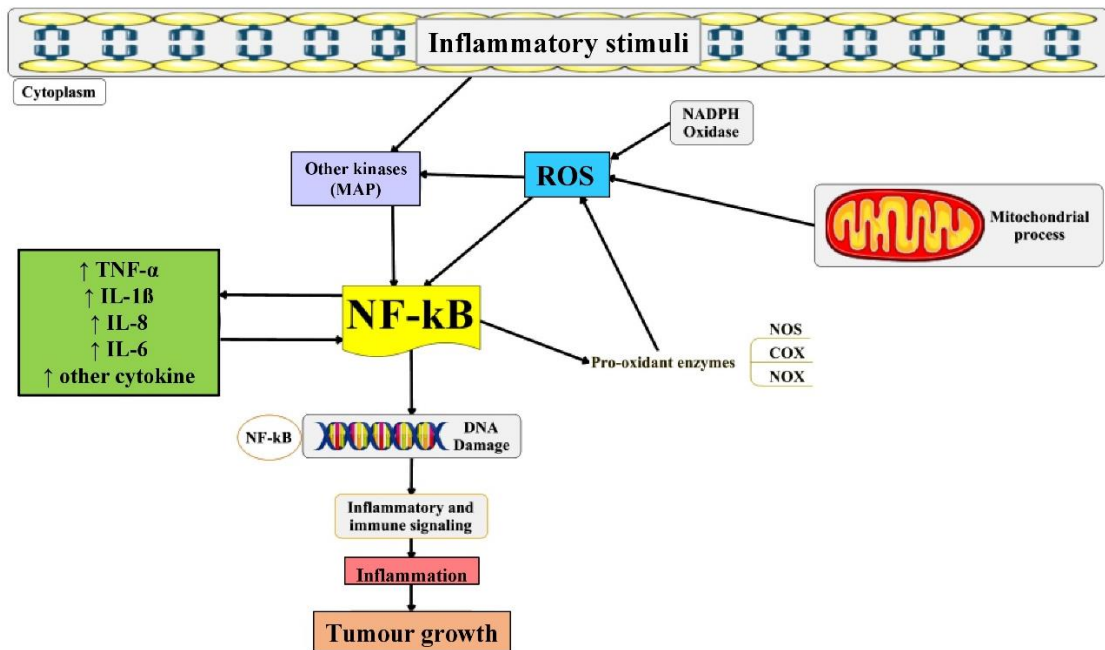 Inflammatory stimuli
Cytoplasm
NADPH
Oxidase
Other kinases
(MAP)
ROS
Mitochondrial
process
↑ TNF-α
↑ IL-1ß
↑ IL-8
↑ IL-6
↑ other cytokine
NF-kB
Pro-oxidant enzymes
NOS
COX
NOX
NF-kB
DNA
Damage
Inflammatory and
immune signaling
Inflammation
Tumour growth